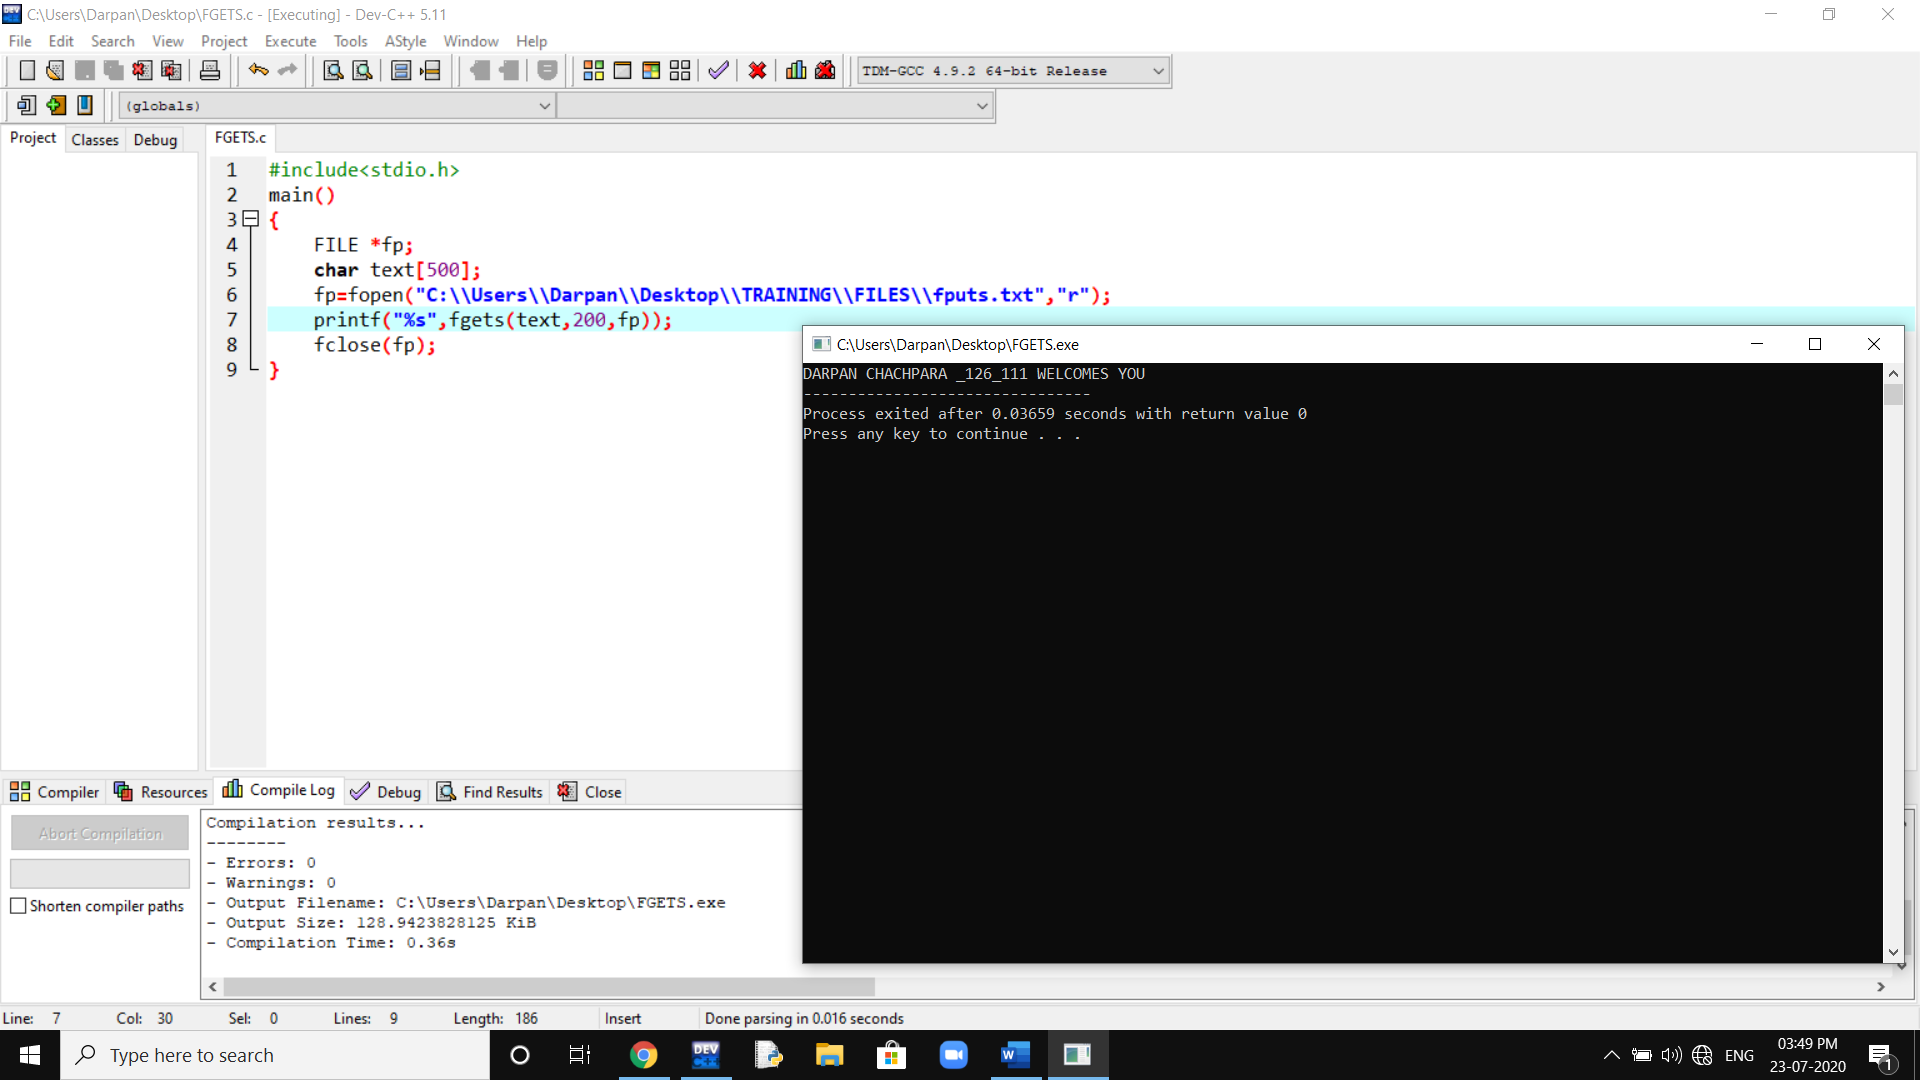 C:\Users\Darpan\Desktop\FGETS.c - [Executing] - Dev-C++ 5.11
File Edit Search View Project Execute Tools AStyle Window Help
TDM-GCC 4.9.2 64-bit Release
(globals)
Project Classes Debug
FGETS.c
1 #include<stdio.h>
2 main()
3 {
4 FILE *fp;
5 char text[500];
6 fp=fopen("C:\\Users\\Darpan\\Desktop\\TRAINING\\FILES\\fputs.txt","r");
7 printf("%s",fgets(text,200,fp));
8 fclose(fp);
9 }
C:\Users\Darpan\Desktop\FGETS.exe
DARPAN CHACHPARA _126_111 WELCOMES YOU
--------------------------------
Process exited after 0.03659 seconds with return value 0
Press any key to continue . . .
Compiler Resources Compile Log Debug Find Results Close
Abort Compilation
Shorten compiler paths
Compilation results...
--------
- Errors: 0
- Warnings: 0
- Output Filename: C:\Users\Darpan\Desktop\FGETS.exe
- Output Size: 128.9423828125 KiB
- Compilation Time: 0.36s
Line: 7 Col: 30 Sel: 0 Lines: 9 Length: 186 Insert Done parsing in 0.016 seconds
Type here to search
DEV
C++
W
ENG
03:49 PM
23-07-2020
1